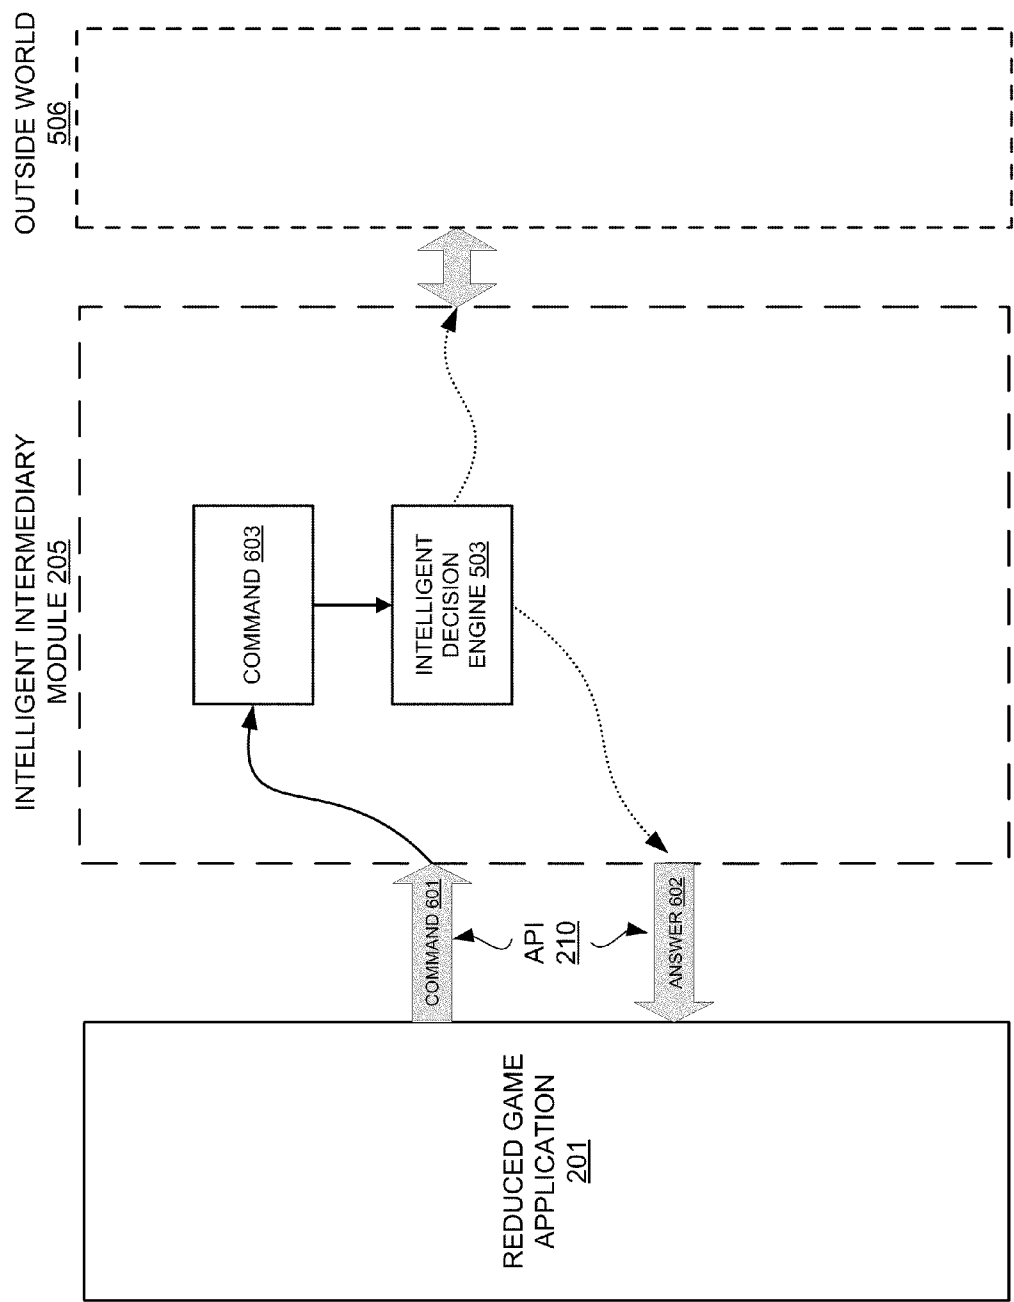 REDUCED GAME
APPLICATION
201
COMMAND 601
API
210
ANSWER 602
INTELLIGENT INTERMEDIARY
MODULE 205
COMMAND 603
INTELLIGENT
DECISION
ENGINE 503
OUTSIDE WORLD
506